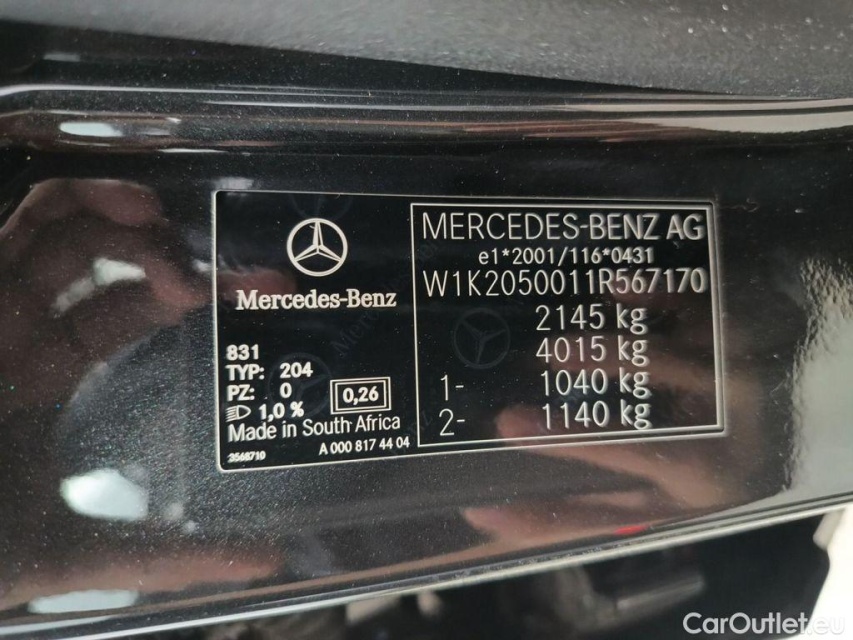 Mercedes-Benz
831
TYP: 204
PZ: 0
1,0 %
0,26
Made in South Africa
A 000 817 44 04
3568710
MERCEDES-BENZ AG
e1*2001/116*0431
W1K2050011R567170
2145 kg
4015 kg
1- 1040 kg
2- 1140 kg
CarOutlet.eu